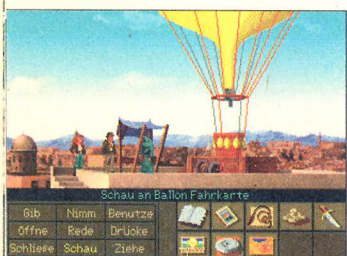 Schau an Ballon Fahrkarte
Gib Nimm Benutze
Öffne Rede Drücke
Schließe Schau Ziehe